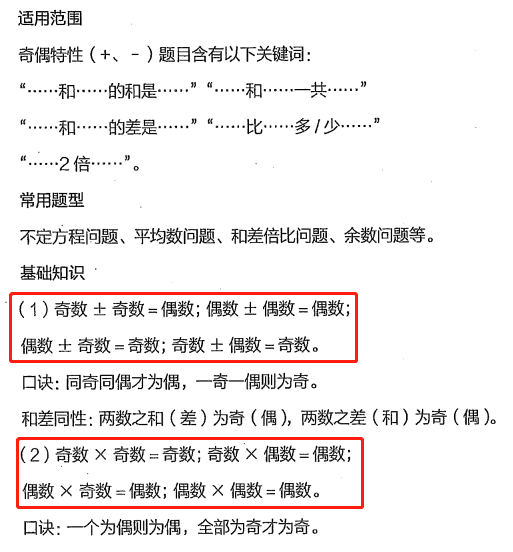 适用范围
奇偶特性(+、-)题目含有以下关键词:
“……和……的和是……”“……和……一共……”
“……和……的差是……”“……比……多/少……”
“……2倍……”。
常用题型
不定方程问题、平均数问题、和差倍比问题、余数问题等。
基础知识
(1)奇数±奇数=偶数;偶数±偶数=偶数;
偶数±奇数=奇数;奇数±偶数=奇数。
口诀:同奇同偶才为偶,一奇一偶则为奇。
和差同性:两数之和(差)为奇(偶),两数之差(和)为奇(偶)。
(2)奇数×奇数=奇数;奇数×偶数=偶数;
偶数×奇数=偶数;偶数×偶数=偶数。
口诀:一个为偶则为偶,全部为奇才为奇。